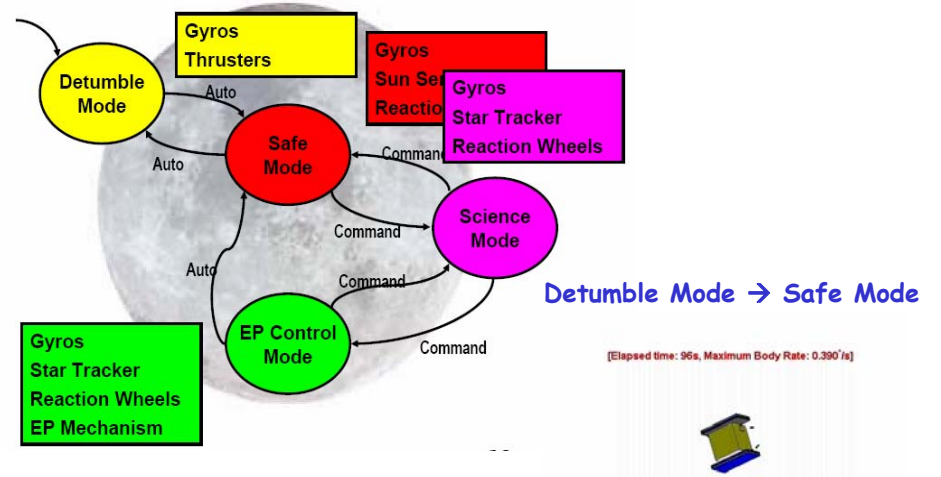 Gyros
Thrusters
Gyros
Sun
Gyros
Star Tracker
Reaction Wheels
Detumble
Mode
Auto
Auto
Safe
Mode
Command
Command
Science
Mode
Auto
Command
Command
EP Control
Mode
Gyros
Star Tracker
Reaction Wheels
EP Mechanism
Detumble Mode → Safe Mode
[Elapsed time: 96s, Maximum Body Rate: 0.390°/s]